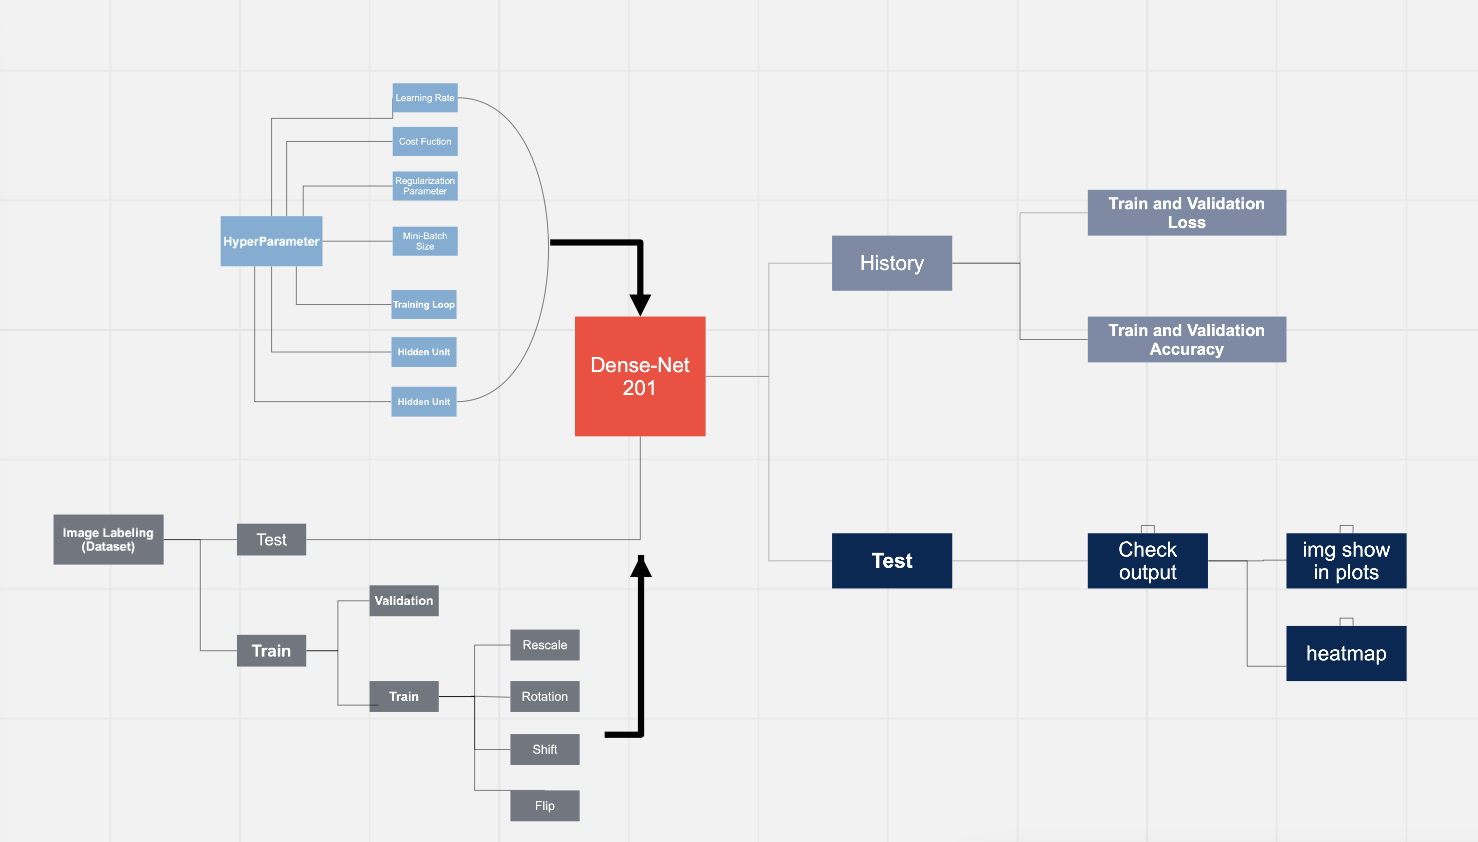 Learning Rate
Cost Fuction
Regularization
Parameter
HyperParameter
Mini-Batch
Size
Training Loop
Hidden Unit
Hidden Unit
Dense-Net
201
History
Train and Validation
Loss
Train and Validation
Accuracy
Image Labeling
(Dataset)
Test
Validation
Train
Train
Rescale
Rotation
Shift
Flip
Test
Check
output
img show
in plots
heatmap